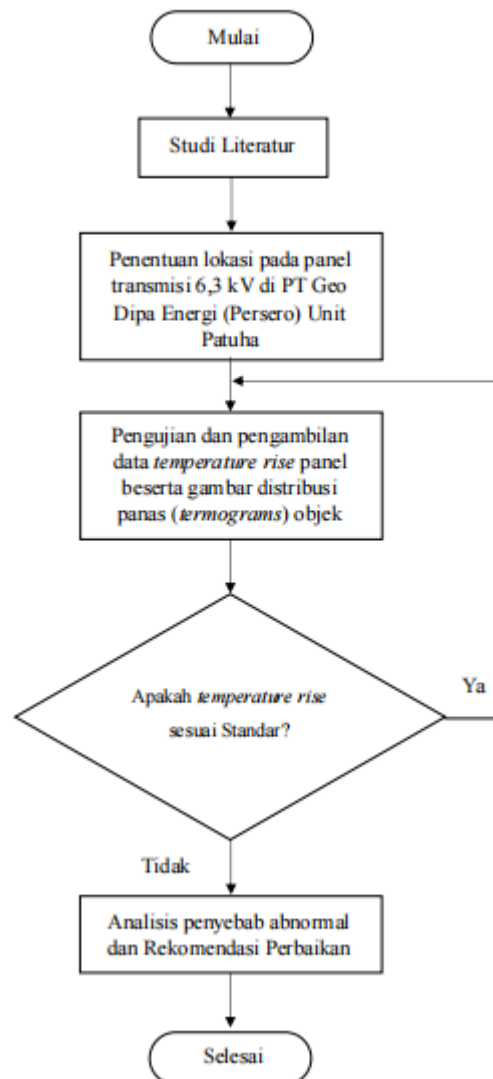 Mulai
Studi Literatur
Penentuan lokasi pada panel
transmisi 6,3 kV di PT Geo
Dipa Energi (Persero) Unit
Patuha
Pengujian dan pengambilan
data temperature rise panel
beserta gambar distribusi
panas (termograms) objek
Apakah temperature rise
sesuai Standar?
Ya
Tidak
Analisis penyebab abnormal
dan Rekomendasi Perbaikan
Selesai